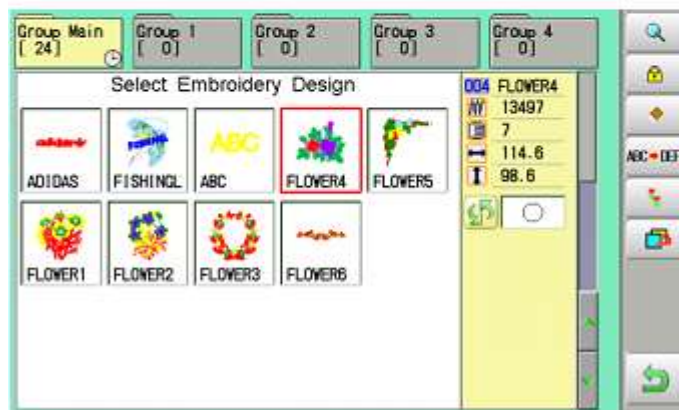 Group Main
[ 24]
Group 1
[ 0]
Group 2
[ 0]
Group 3
[ 0]
Group 4
[ 0]
Select Embroidery Design
ADIDAS
FISHINGL
ABC
ABC
FLOWER4
FLOWER5
FLOWER1
FLOWER2
FLOWER3
FLOWER6
004 FLOWER4
13497
7
114.6
98.6
ABC DEF